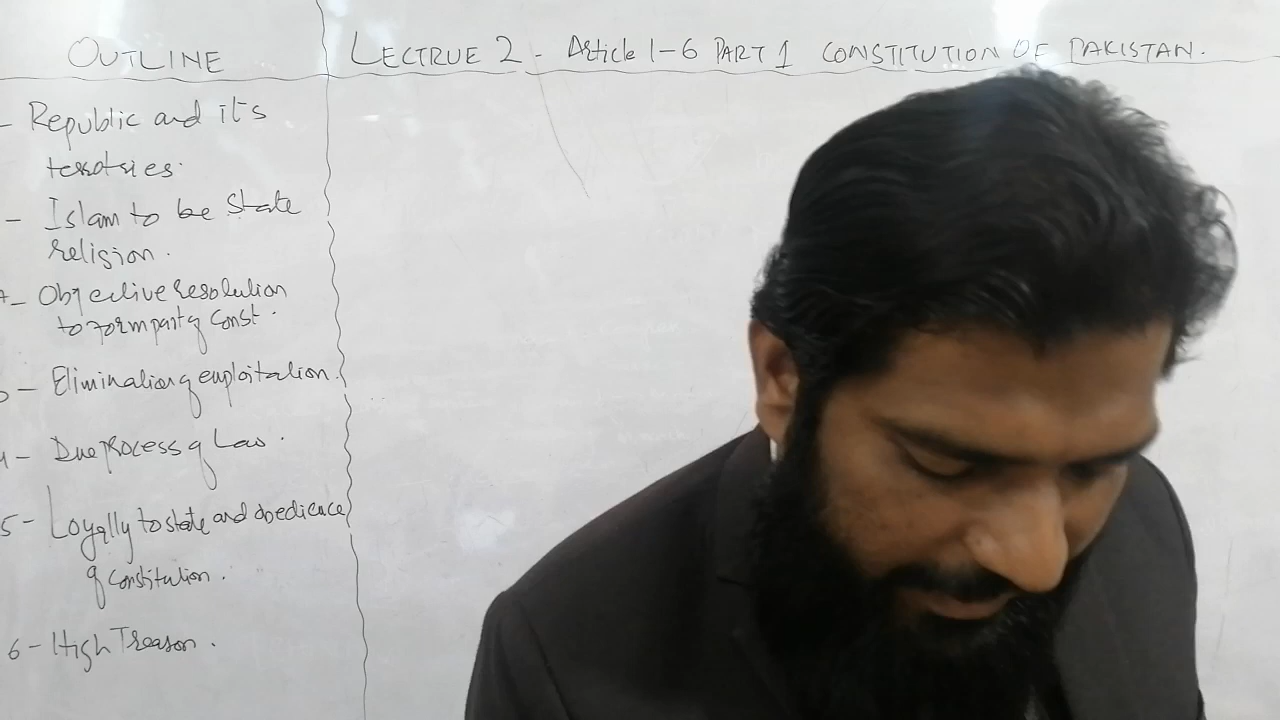 OUTLINE
LECTRUE 2 - Article 1-6 PART 1 CONSTITUTION OF PAKISTAN.
- Republic and it's
terrotries.
- Islam to be State
religion.
A- Objective resolution
to form part of Const.
- Elimination of exploitation.
4- Due PROCESS of Law.
5- Loyalty to state and obedience
of Constitution.
6- High Treason.